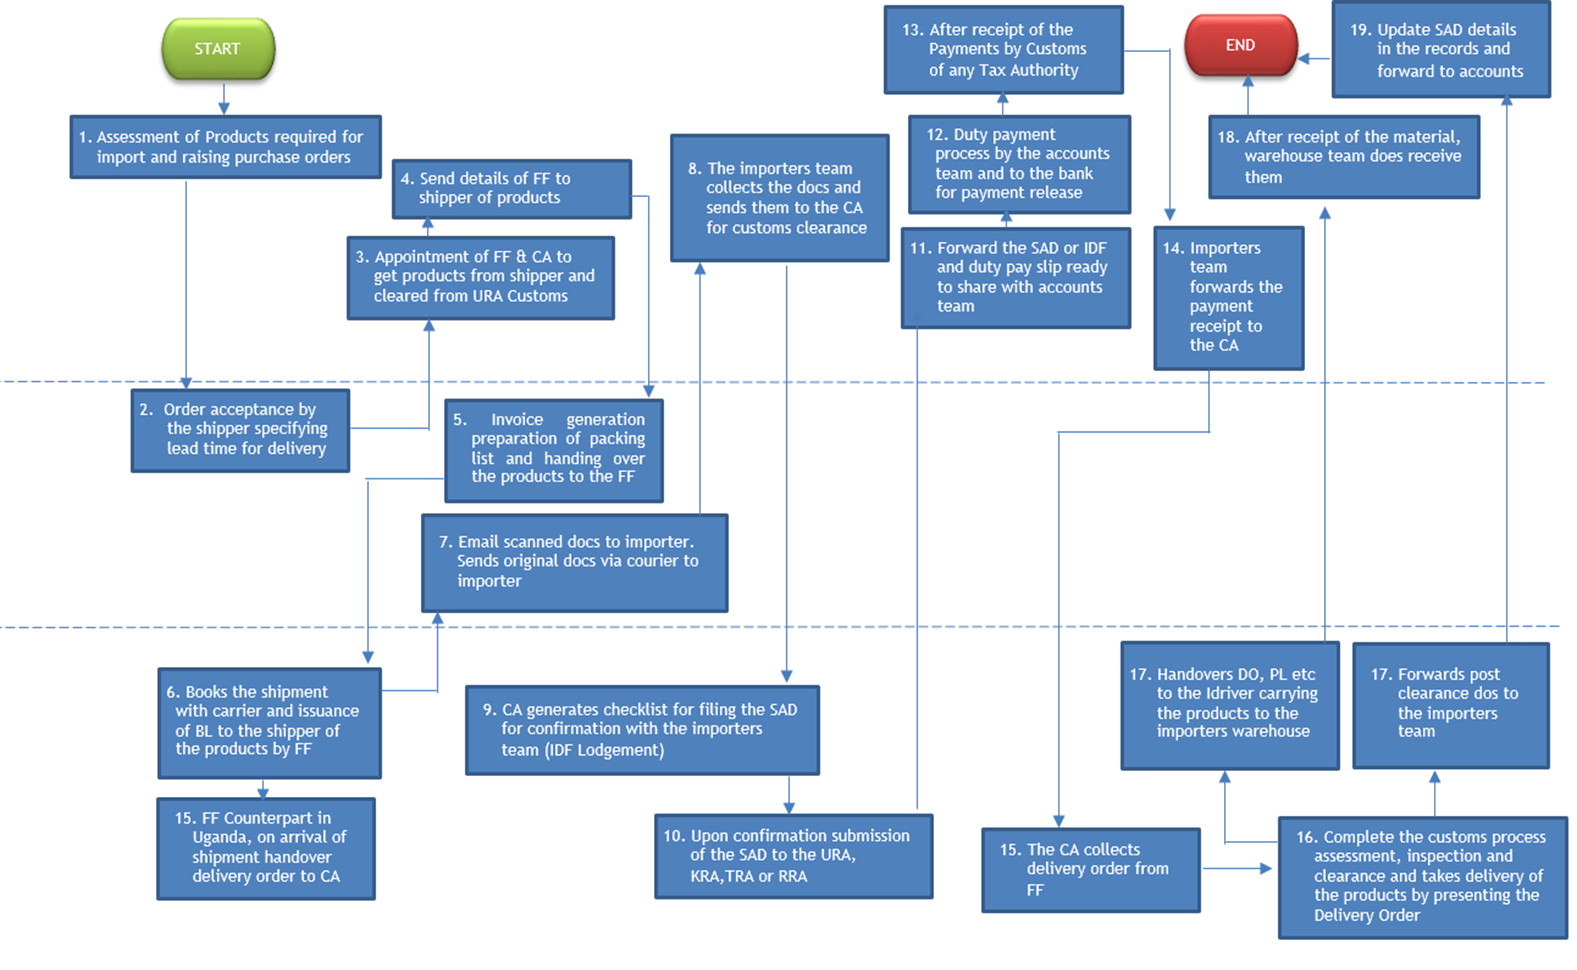 START
1. Assessment of Products required for
import and raising purchase orders
2. Order acceptance by
the shipper specifying
lead time for delivery
3. Appointment of FF & CA to
get products from shipper and
cleared from URA Customs
4. Send details of FF to
shipper of products
5. Invoice generation
preparation of packing
list and handing over
the products to the FF
6. Books the shipment
with carrier and issuance
of BL to the shipper of
the products by FF
15. FF Counterpart in
Uganda, on arrival of
shipment handover
delivery order to CA
7. Email scanned docs to importer.
Sends original docs via courier to
importer
8. The importers team
collects the docs and
sends them to the CA
for customs clearance
9. CA generates checklist for filing the SAD
for confirmation with the importers
team (IDF Lodgement)
10. Upon confirmation submission
of the SAD to the URA,
KRA,TRA or RRA
11. Forward the SAD or IDF
and duty pay slip ready
to share with accounts
team
12. Duty payment
process by the accounts
team and to the bank
for payment release
13. After receipt of the
Payments by Customs
of any Tax Authority
14. Importers
team
forwards the
payment
receipt to
the CA
15. The CA collects
delivery order from
FF
16. Complete the customs process
assessment, inspection and
clearance and takes delivery of
the products by presenting the
Delivery Order
17. Handovers DO, PL etc
to the Idriver carrying
the products to the
importers warehouse
17. Forwards post
clearance dos to
the importers
team
18. After receipt of the material,
warehouse team does receive
them
19. Update SAD details
in the records and
forward to accounts
END